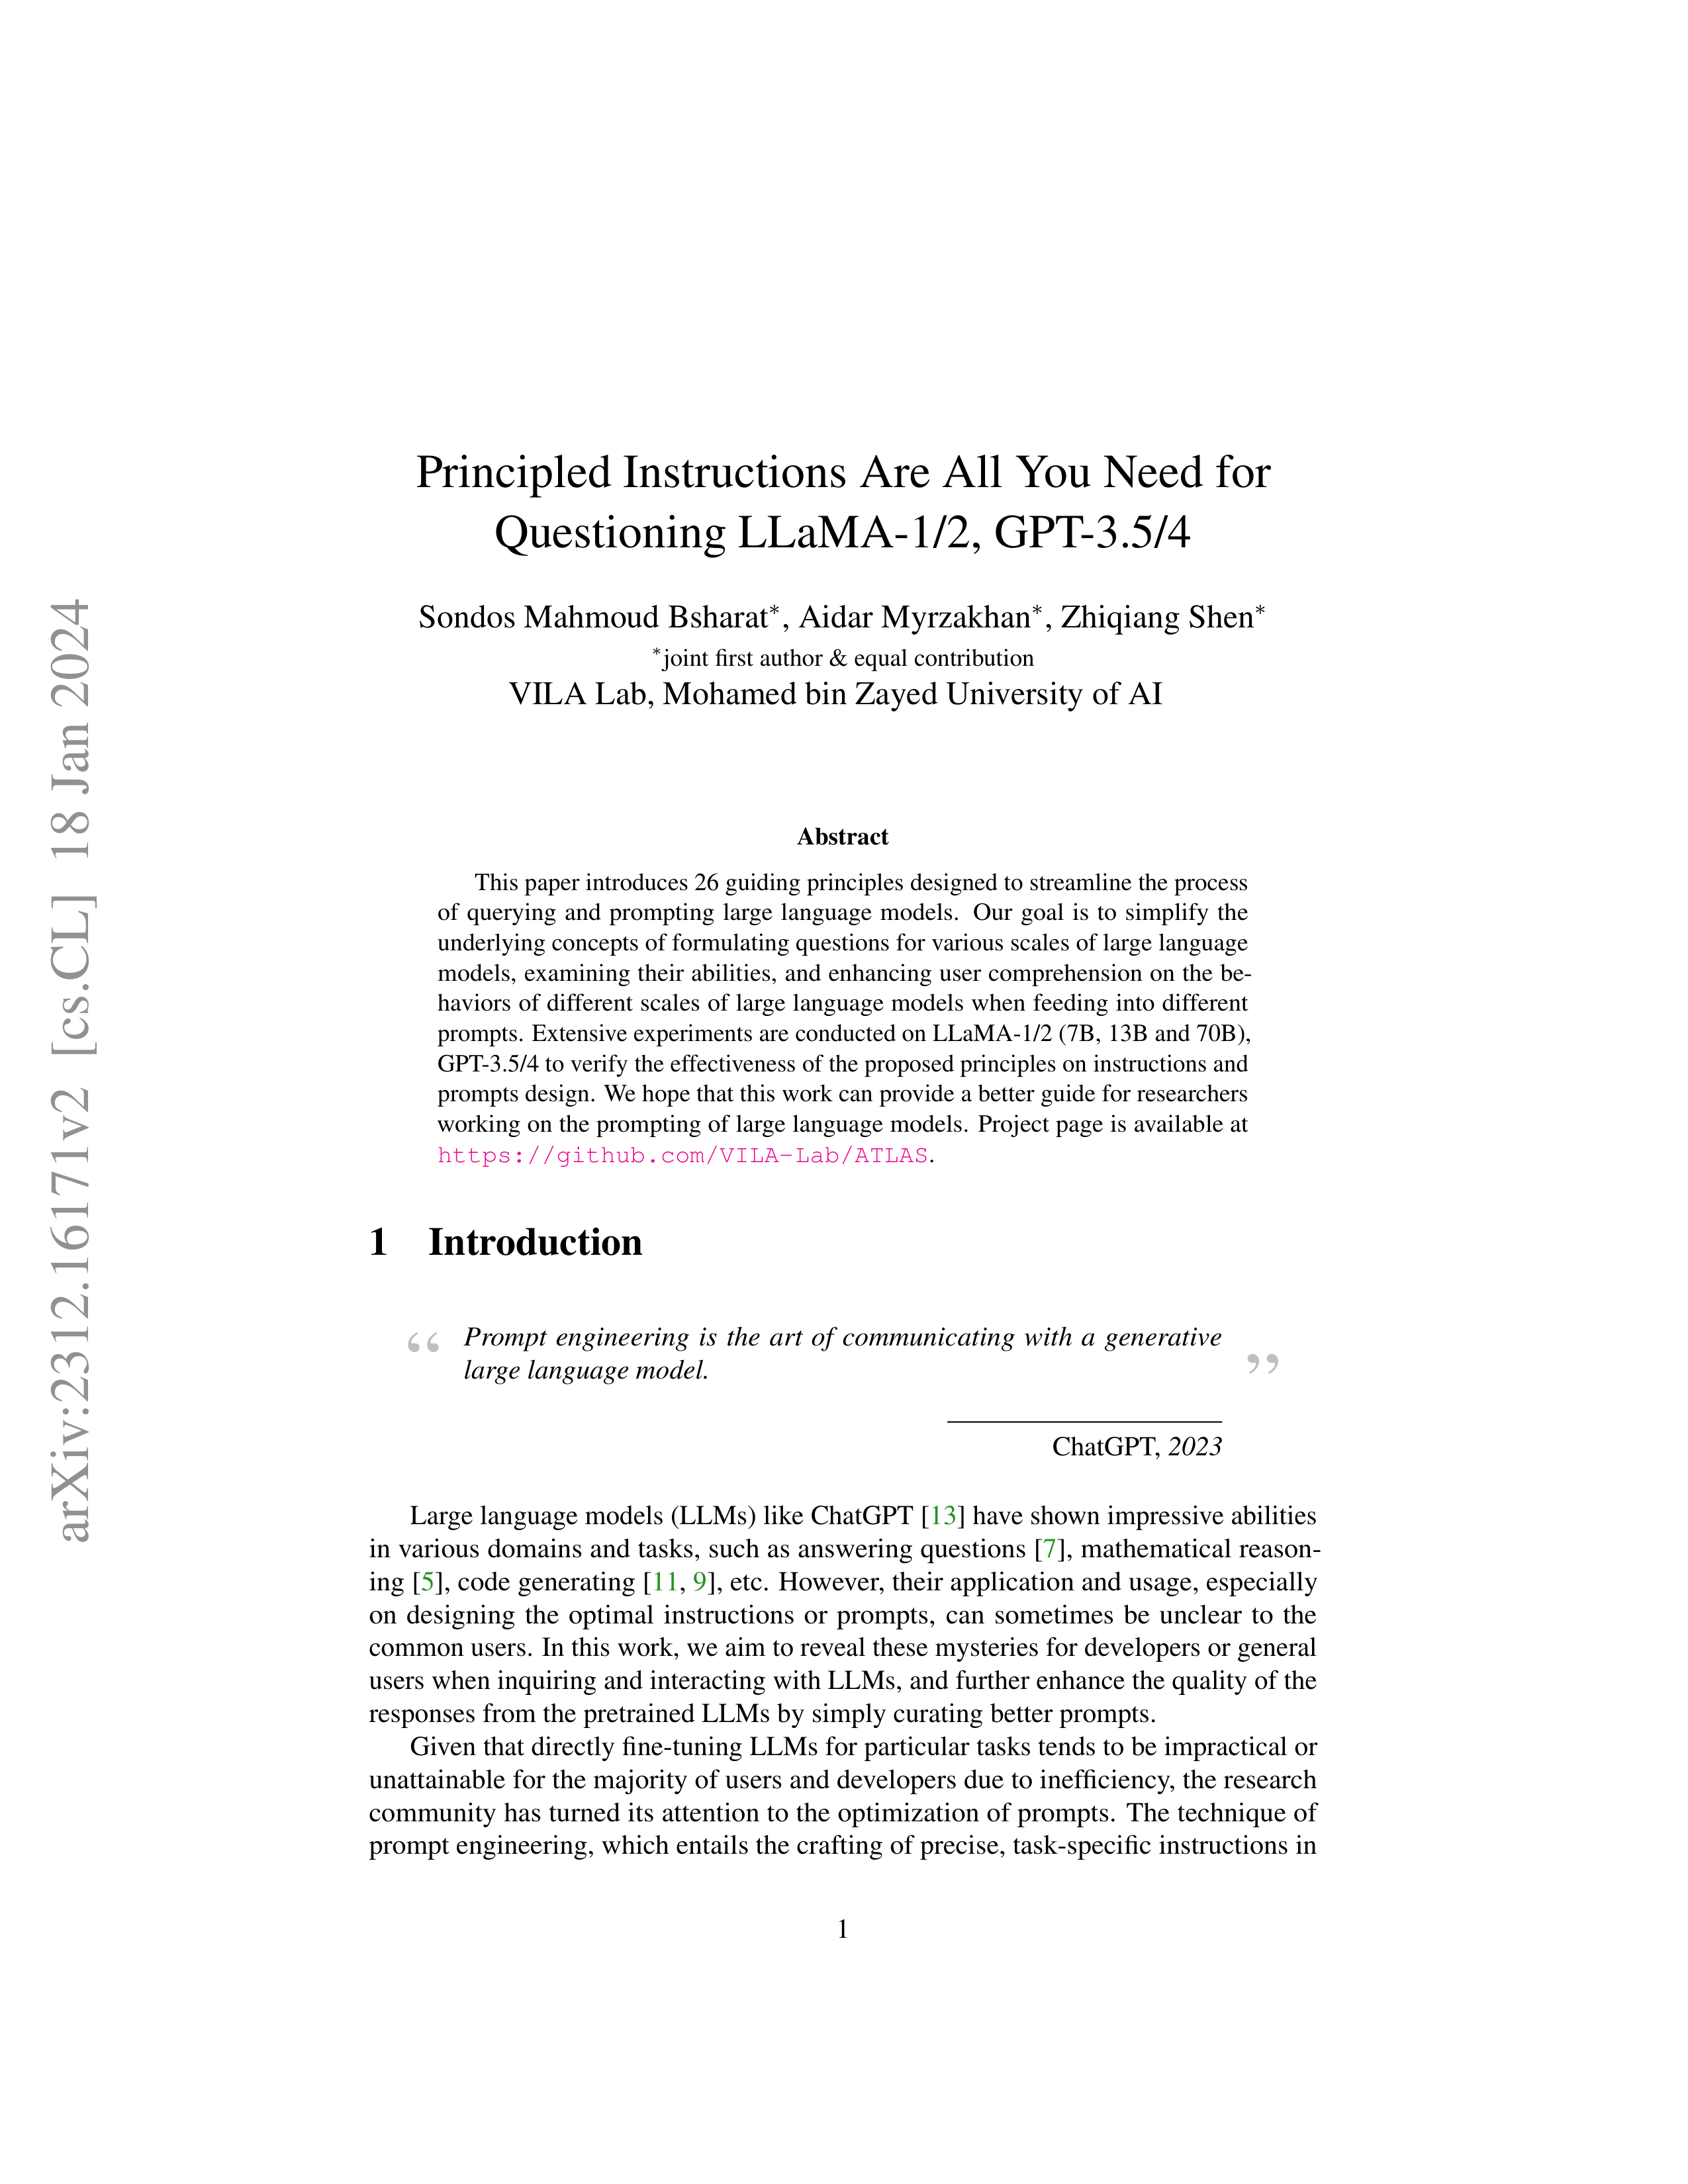 Principled Instructions Are All You Need for
Questioning LLaMA-1/2, GPT-3.5/4
Sondos Mahmoud Bsharat*, Aidar Myrzakhan*, Zhiqiang Shen*
*joint first author & equal contribution
VILA Lab, Mohamed bin Zayed University of AI
Abstract
This paper introduces 26 guiding principles designed to streamline the process
of querying and prompting large language models. Our goal is to simplify the
underlying concepts of formulating questions for various scales of large language
models, examining their abilities, and enhancing user comprehension on the be-
haviors of different scales of large language models when feeding into different
prompts. Extensive experiments are conducted on LLaMA-1/2 (7B, 13B and 70B),
GPT-3.5/4 to verify the effectiveness of the proposed principles on instructions and
prompts design. We hope that this work can provide a better guide for researchers
working on the prompting of large language models. Project page is available at
https://github.com/VILA-Lab/ATLAS.
1 Introduction
“ Prompt engineering is the art of communicating with a generative
large language model. ”
ChatGPT, 2023
Large language models (LLMs) like ChatGPT [13] have shown impressive abilities
in various domains and tasks, such as answering questions [7], mathematical reason-
ing [5], code generating [11, 9], etc. However, their application and usage, especially
on designing the optimal instructions or prompts, can sometimes be unclear to the
common users. In this work, we aim to reveal these mysteries for developers or general
users when inquiring and interacting with LLMs, and further enhance the quality of the
responses from the pretrained LLMs by simply curating better prompts.
Given that directly fine-tuning LLMs for particular tasks tends to be impractical or
unattainable for the majority of users and developers due to inefficiency, the research
community has turned its attention to the optimization of prompts. The technique of
prompt engineering, which entails the crafting of precise, task-specific instructions in
1
arXiv:2312.16171v2 [cs.CL] 18 Jan 2024